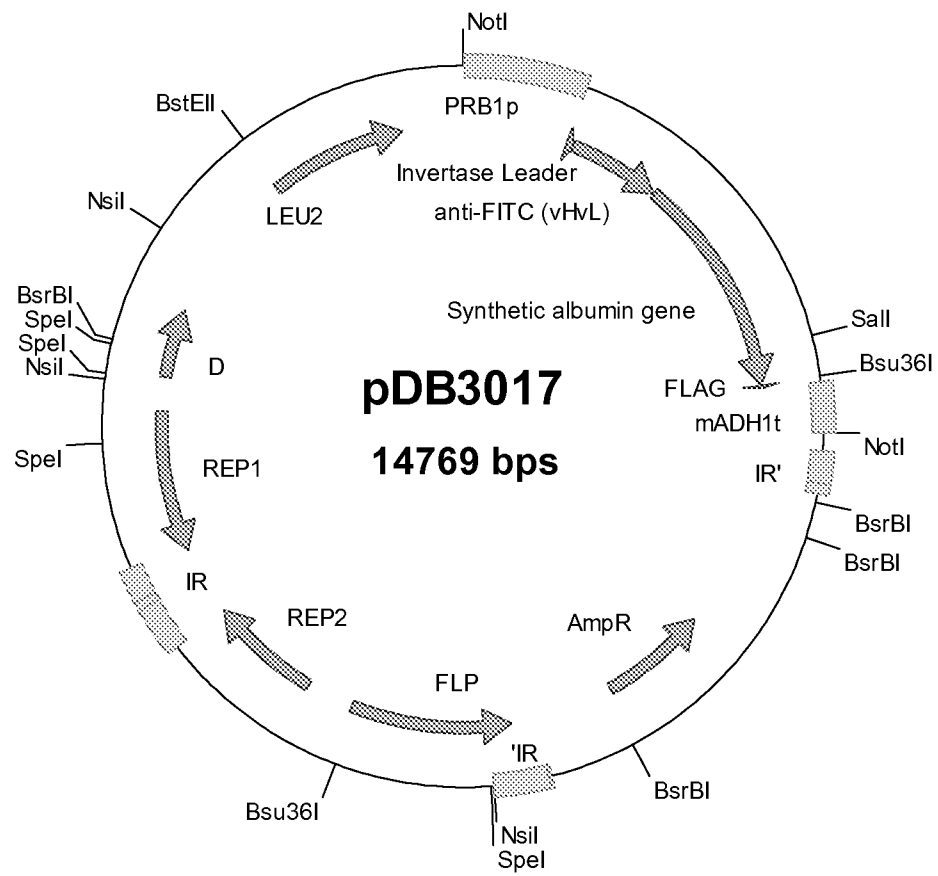 NotI
PRB1p
BstEII
Invertase Leader
LEU2
anti-FITC (vHvL)
NsiI
BsrBI
SpeI
SpeI
NsiI
Synthetic albumin gene
SalI
Bsu36I
D
pDB3017
FLAG
mADH1t
14769 bps
NotI
SpeI
REP1
IR'
BsrBI
BsrBI
IR
REP2
AmpR
FLP
'IR
BsrBI
Bsu36I
NsiI
SpeI